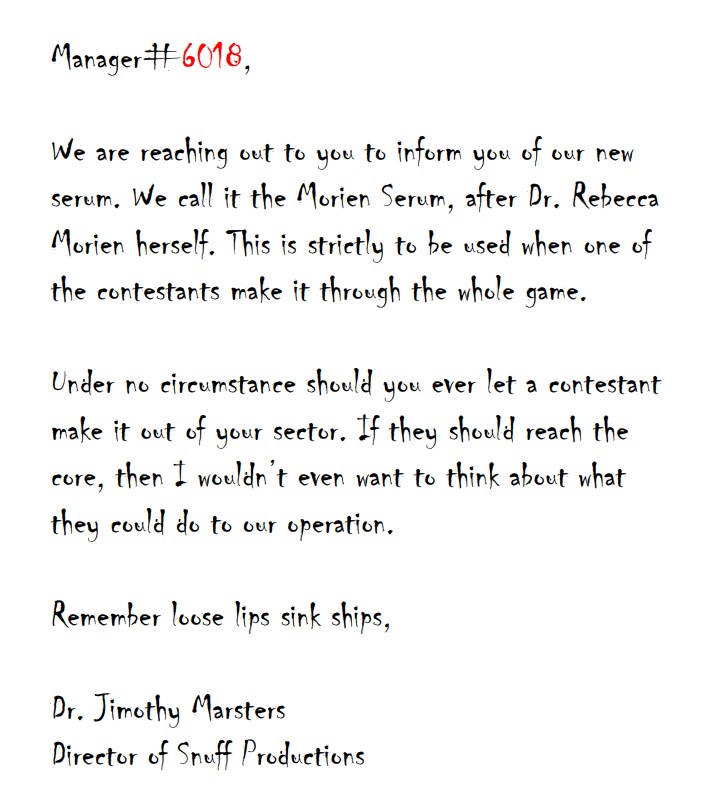 Manager#6018,
We are reaching out to you to inform you of our new
serum. We call it the Morien Serum, after Dr. Rebecca
Morien herself. This is strictly to be used when one of
the contestants make it through the whole game.
Under no circumstance should you ever let a contestant
make it out of your sector. If they should reach the
core, then I wouldn't even want to think about what
they could do to our operation.
Remember loose lips sink ships,
Dr. Jimothy Marsters
Director of Snuff Productions